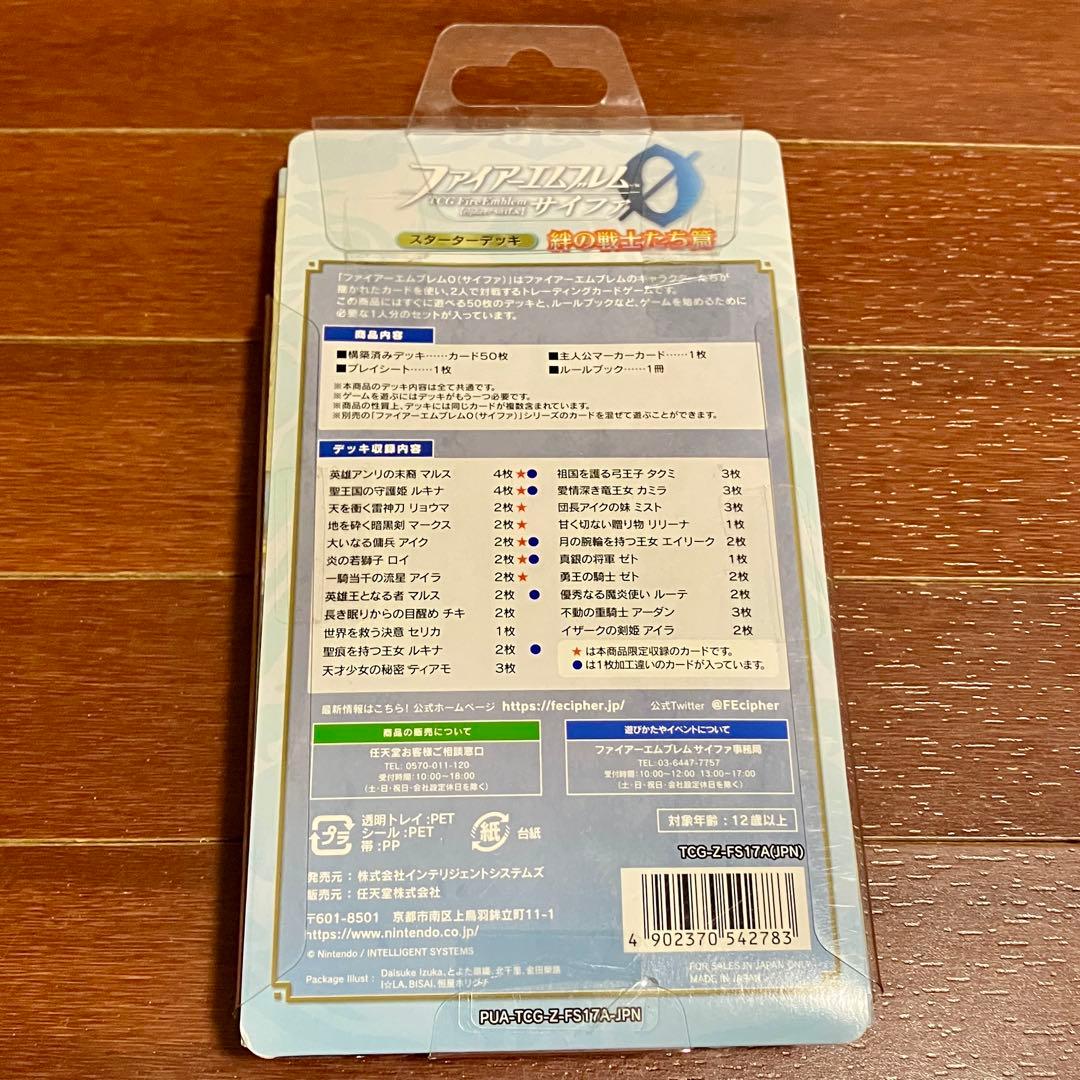 ファイアーエムブレム
TCG Fire Emblem
サイファ
スターターデッキ 絆の戦士たち篇
「ファイアーエムブレム0(サイファ)」はファイアーエムブレムのキャラクターたちが
描かれたカードを使い、2人で対戦するトレーディングカードゲームです。
この商品にはすぐに遊べる50枚のデッキと、ルールブックなど、ゲームを始めるために
必要な1人分のセットが入っています。
商品内容
■構築済みデッキ……カード50枚 ■主人公マーカーカード……1枚
■プレイシート……1枚 ■ルールブック……1冊
※本商品のデッキ内容は全て共通です。
※ゲームを遊ぶにはデッキがもう一つ必要です。
※商品の性質上、デッキには同じカードが複数含まれています。
※別売の「ファイアーエムブレム0(サイファ)」シリーズのカードを混ぜて遊ぶことができます。
デッキ収録内容
英雄アンリの末裔 マルス 4枚★●
聖王国の守護姫 ルキナ 4枚★●
天を衝く雷神刀 リョウマ 2枚★
地を砕く暗黒剣 マークス 2枚★
大いなる傭兵 アイク 2枚★●
炎の若獅子 ロイ 2枚★●
一騎当千の流星 アイラ 2枚★
英雄王となる者 マルス 2枚 ●
長き眠りからの目醒め チキ 2枚
世界を救う決意 セリカ 1枚
聖痕を持つ王女 ルキナ 2枚 ●
天才少女の秘密 ティアモ 3枚
祖国を護る弓王子 タクミ 3枚
愛情深き竜王女 カミラ 3枚
団長アイクの妹 ミスト 3枚
甘く切ない贈り物 リリーナ 1枚
月の腕輪を持つ王女 エイリーク 2枚
真銀の将軍 ゼト 1枚
勇王の騎士 ゼト 2枚
優秀なる魔炎使い ルーテ 2枚
不動の重騎士 アーダン 3枚
イザークの剣姫 アイラ 2枚
★は本商品限定収録のカードです。
●は1枚加工違いのカードが入っています。
最新情報はこちら! 公式ホームページ https://fecipher.jp/ 公式Twitter @FEcipher
商品の販売について
任天堂お客様ご相談窓口
TEL: 0570-011-120
受付時間:10:00~18:00
(土・日・祝日・会社設定休日を除く)
遊びかたやイベントについて
ファイアーエムブレム サイファ事務局
TEL:03-6447-7757
受付時間:10:00~12:00 13:00~17:00
(土・日・祝日・会社設定休日を除く)
プラ
透明トレイ:PET
シール:PET
帯:PP
紙 台紙
対象年齢:12歳以上
TCG-Z-FS17A(JPN)
発売元:株式会社インテリジェントシステムズ
販売元:任天堂株式会社
〒601-8501 京都市南区上鳥羽鉾立町11-1
https://www.nintendo.co.jp/
© Nintendo / INTELLIGENT SYSTEMS
Package Illust: Daisuke Izuka, 北千里,
I☆LA, BISAI,
4 902370 542783
FOR SALES IN JAPAN ONLY
MADE IN JAPAN
PUA-TCG-Z-FS17A-JPN